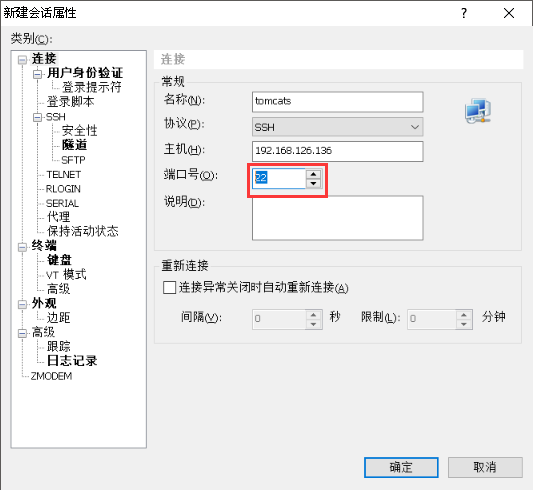 新建会话属性
类别(C):
连接
用户身份验证
登录提示符
登录脚本
SSH
安全性
隧道
SFTP
TELNET
RLOGIN
SERIAL
代理
保持活动状态
终端
键盘
VT 模式
高级
外观
边距
高级
跟踪
日志记录
ZMODEM
连接
常规
名称(N): tomcats
协议(P): SSH
主机(H): 192.168.126.136
端口号(O): 22
说明(D):
重新连接
连接异常关闭时自动重新连接(A)
间隔(V): 0 秒 限制(L): 0 分钟
确定 取消